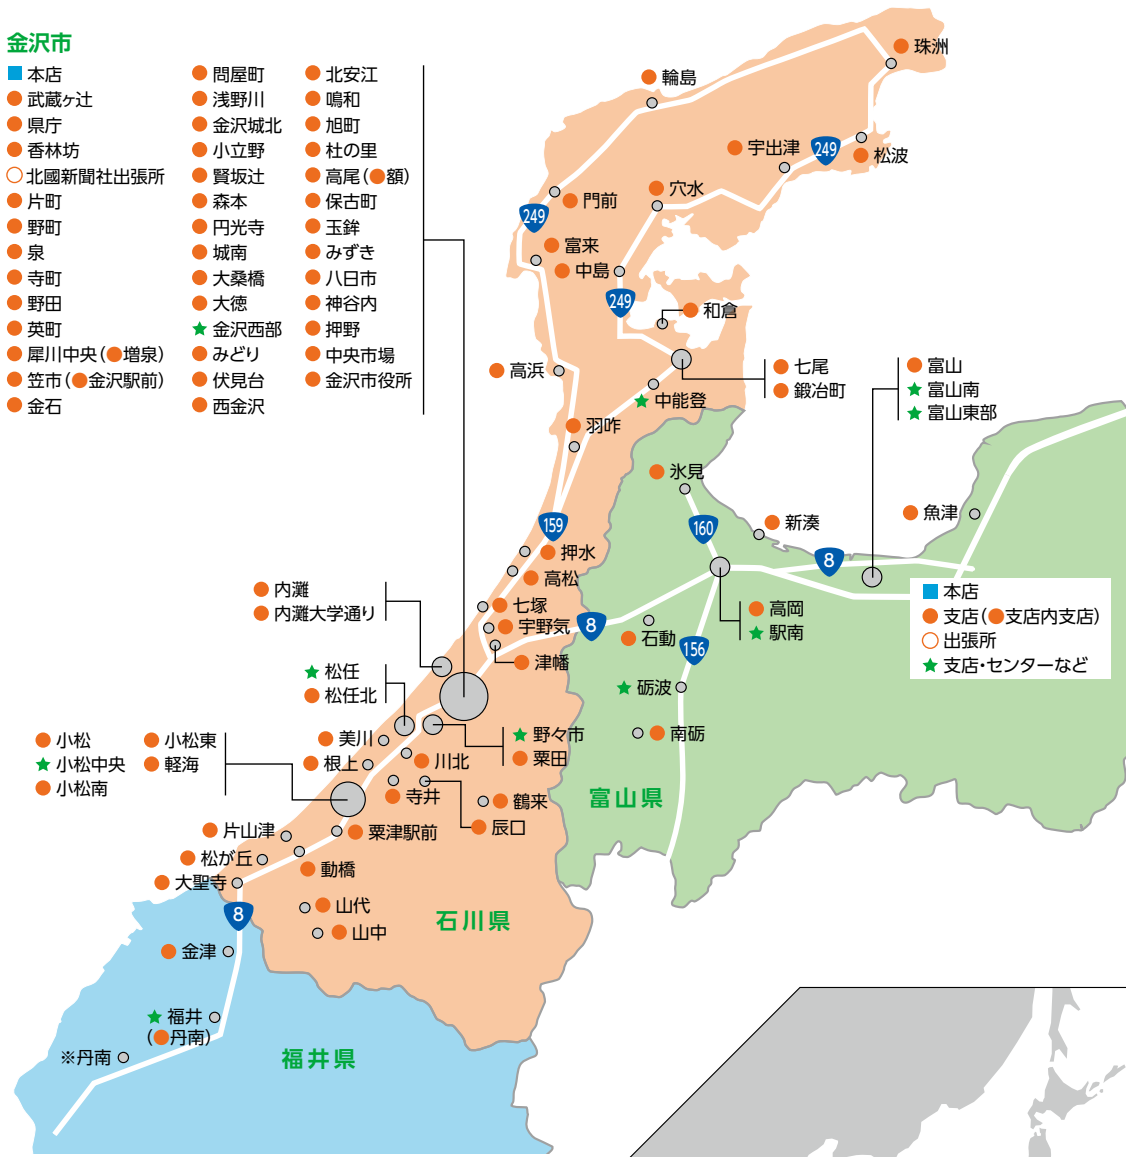 金沢市
本店
武蔵ヶ辻
県庁
香林坊
北國新聞社出張所
片町
野町
泉
寺町
野田
英町
犀川中央(●増泉)
笠市(●金沢駅前)
金石
問屋町
浅野川
金沢城北
小立野
賢坂辻
森本
円光寺
城南
大桑橋
大徳
★ 金沢西部
みどり
伏見台
西金沢
北安江
鳴和
旭町
杜の里
高尾(●額)
保古町
玉鉾
みずき
八日市
神谷内
押野
中央市場
金沢市役所
珠洲
輪島
宇出津
249
松波
穴水
門前
249
富来
中島
249
和倉
高浜
七尾
鍛冶町
★ 中能登
羽咋
富山
★ 富山南
★ 富山東部
氷見
魚津
新湊
160
159
8
押水
高松
内灘
内灘大学通り
七塚
宇野気
津幡
8
石動
156
高岡
★ 駅南
本店
支店(●支店内支店)
出張所
★ 支店・センターなど
★ 松任
松任北
★ 砺波
南砺
★ 野々市
粟田
美川
根上
川北
小松
★ 小松中央
小松南
小松東
軽海
寺井
鶴来
辰口
富山県
片山津
粟津駅前
松が丘
動橋
大聖寺
8
山代
山中
石川県
金津
★ 福井
(●丹南)
※丹南
福井県